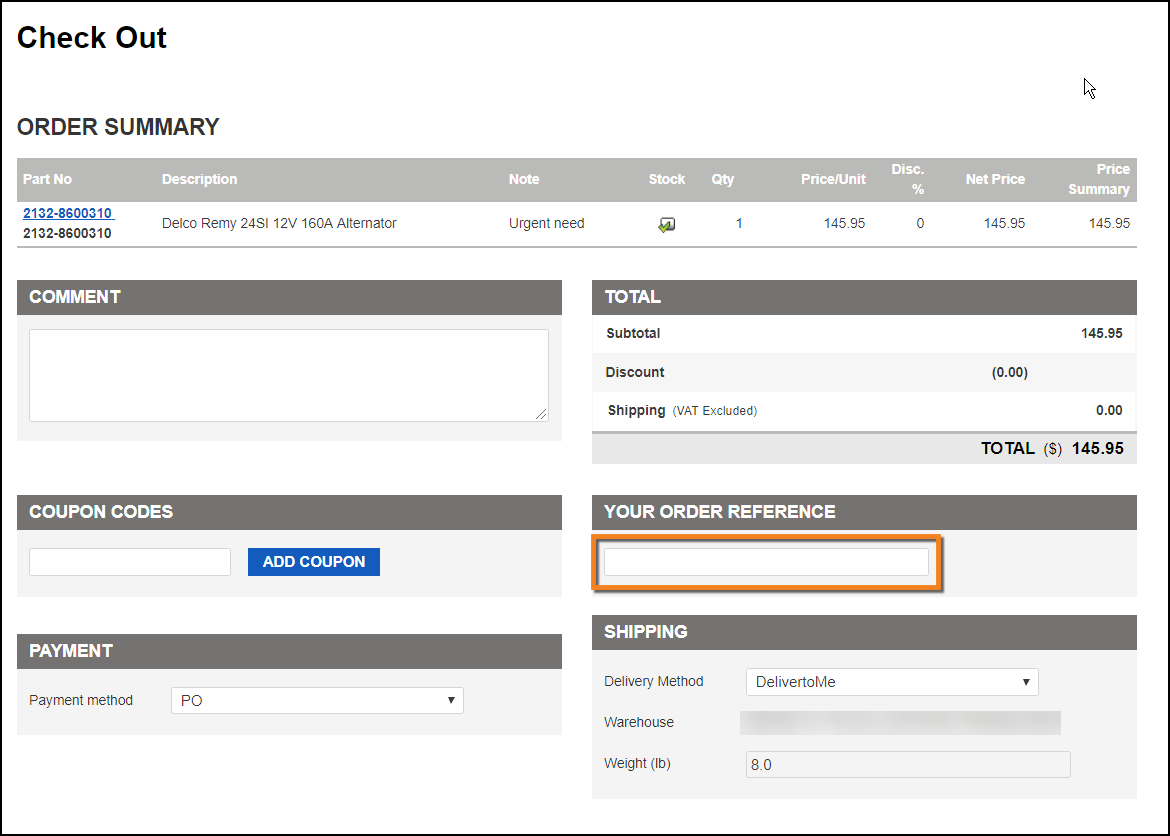 Check Out
ORDER SUMMARY
Part No Description Note Stock Qty Price/Unit Disc. % Net Price Price Summary
2132-8600310
2132-8600310 Delco Remy 24SI 12V 160A Alternator Urgent need 1 145.95 0 145.95 145.95
COMMENT
TOTAL
Subtotal 145.95
Discount (0.00)
Shipping (VAT Excluded) 0.00
TOTAL ($) 145.95
COUPON CODES
ADD COUPON
YOUR ORDER REFERENCE
PAYMENT
Payment method PO
SHIPPING
Delivery Method DelivertoMe
Warehouse
Weight (lb) 8.0